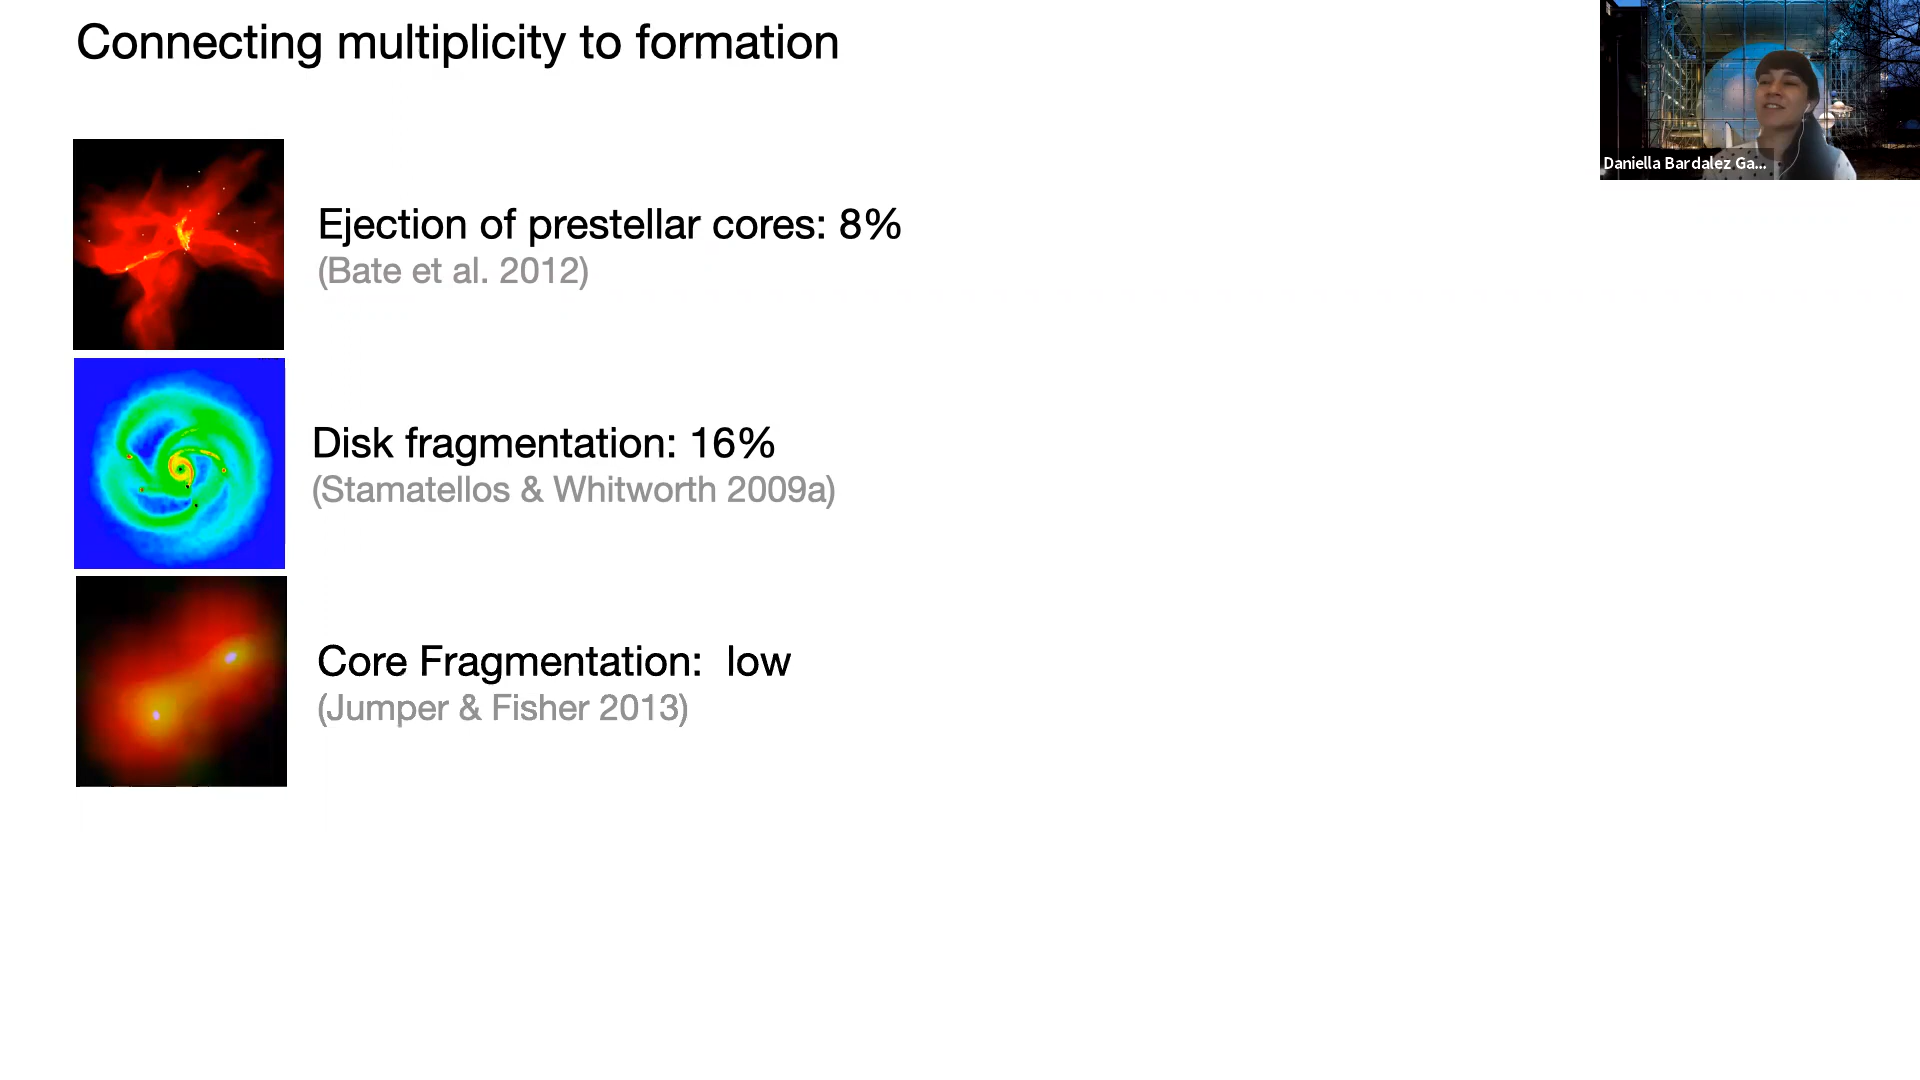 Connecting multiplicity to formation
Daniella Bardalez Ga...
Ejection of prestellar cores: 8%
(Bate et al. 2012)
Disk fragmentation: 16%
(Stamatellos & Whitworth 2009a)
Core Fragmentation: low
(Jumper & Fisher 2013)